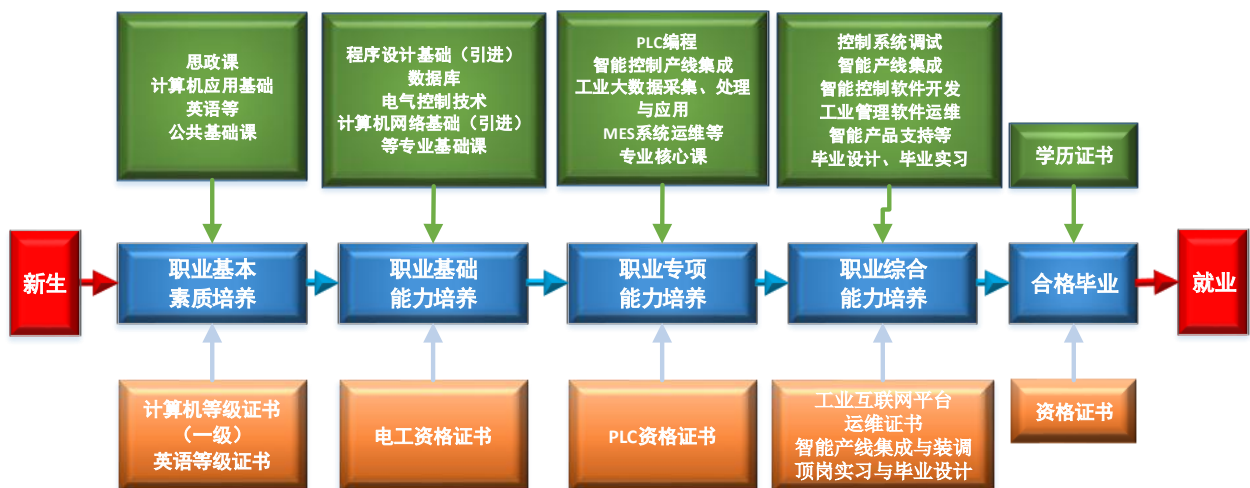 思政课
计算机应用基础
英语等
公共基础课
程序设计基础（引进）
数据库
电气控制技术
计算机网络基础（引进）
等专业基础课
PLC编程
智能控制产线集成
工业大数据采集、处理
与应用
MES系统运维等
专业核心课
控制系统调试
智能产线集成
智能控制软件开发
工业管理软件运维
智能产品支持等
毕业设计、毕业实习
学历证书
新生
职业基本
素质培养
职业基础
能力培养
职业专项
能力培养
职业综合
能力培养
合格毕业
就业
计算机等级证书
（一级）
英语等级证书
电工资格证书
PLC资格证书
工业互联网平台
运维证书
智能产线集成与装调
顶岗实习与毕业设计
资格证书